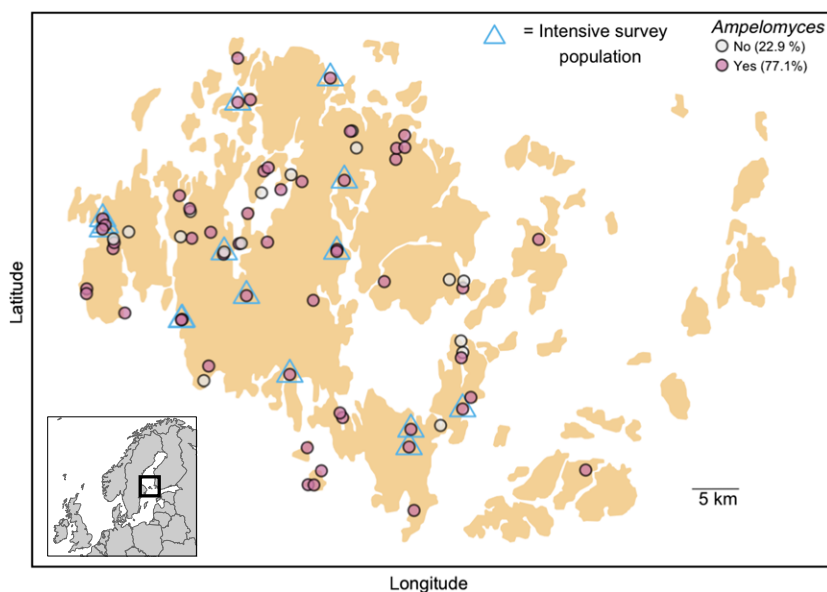 = Intensive survey
population
Ampelomyces
No (22.9 %)
Yes (77.1%)
Latitude
5 km
Longitude